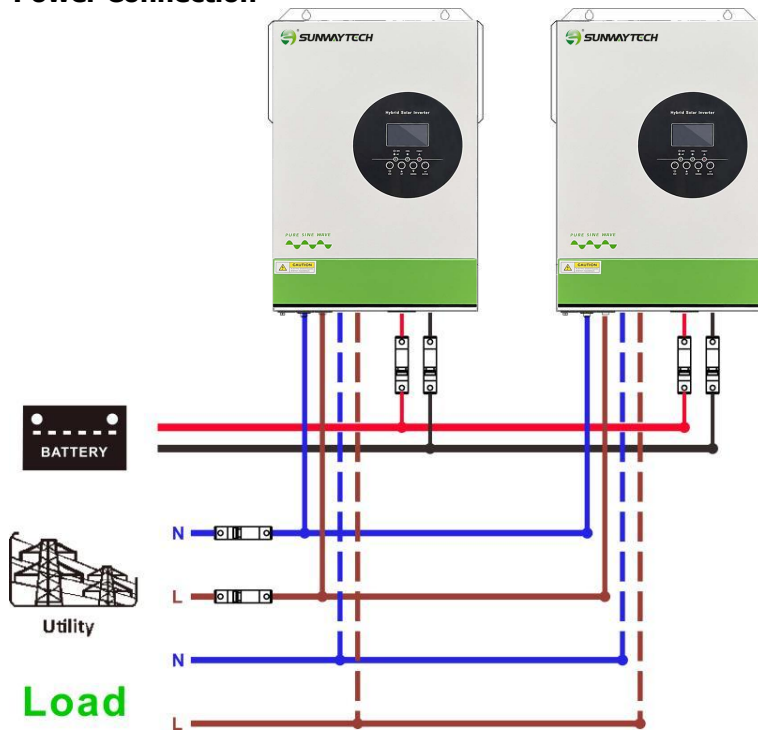 Power Connection
SUNWAYTECH
SUNWAYTECH
Hybrid Solar Inverter
Hybrid Solar Inverter
PURE SINE WAVE
PURE SINE WAVE
CAUTION
CAUTION
BATTERY
N
L
Utility
N
Load
L